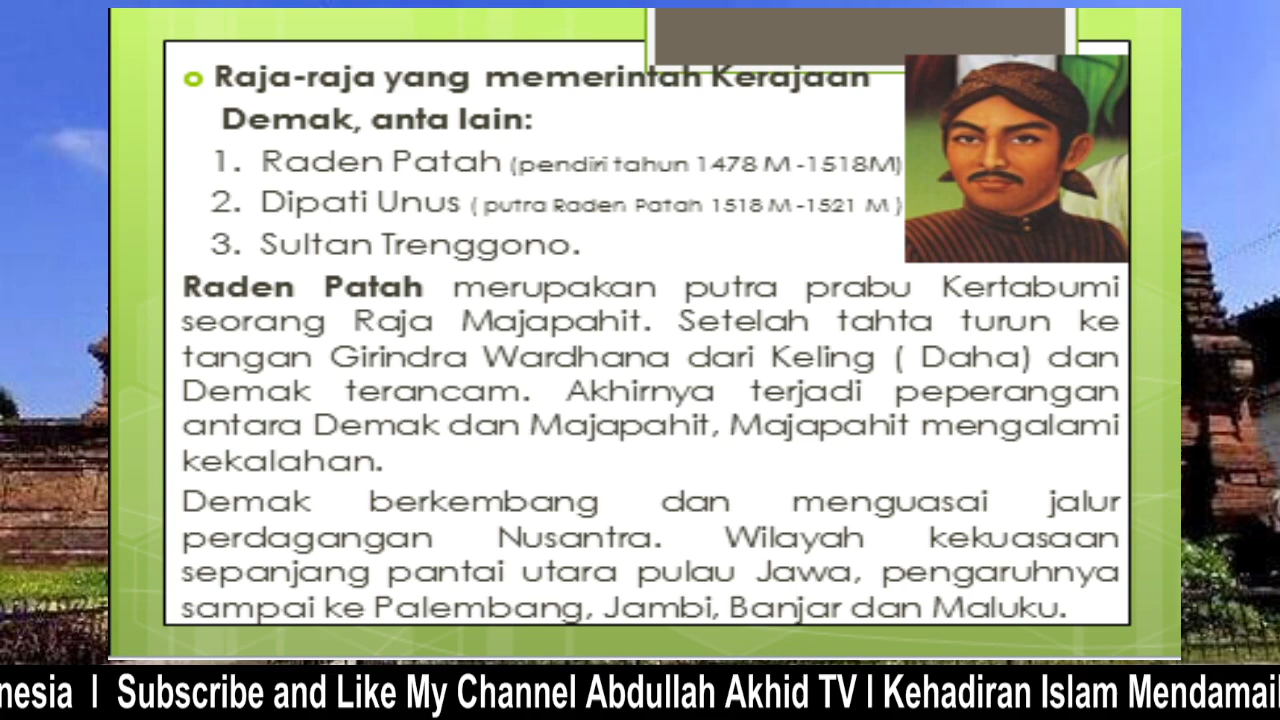 Raja-raja yang memerintah Kerajaan
Demak, anta lain:
1. Raden Patah (pendiri tahun 1478 M -1518M)
2. Dipati Unus ( putra Raden Patah 1518 M -1521 M )
3. Sultan Trenggono.
Raden Patah merupakan putra prabu Kertabumi
seorang Raja Majapahit. Setelah tahta turun ke
tangan Girindra Wardhana dari Keling ( Daha) dan
Demak terancam. Akhirnya terjadi peperangan
antara Demak dan Majapahit, Majapahit mengalami
kekalahan.
Demak berkembang dan menguasai jalur
perdagangan Nusantra. Wilayah kekuasaan
sepanjang pantai utara pulau Jawa, pengaruhnya
sampai ke Palembang, Jambi, Banjar dan Maluku.
nesia | Subscribe and Like My Channel Abdullah Akhid TV l Kehadiran Islam Mendamai